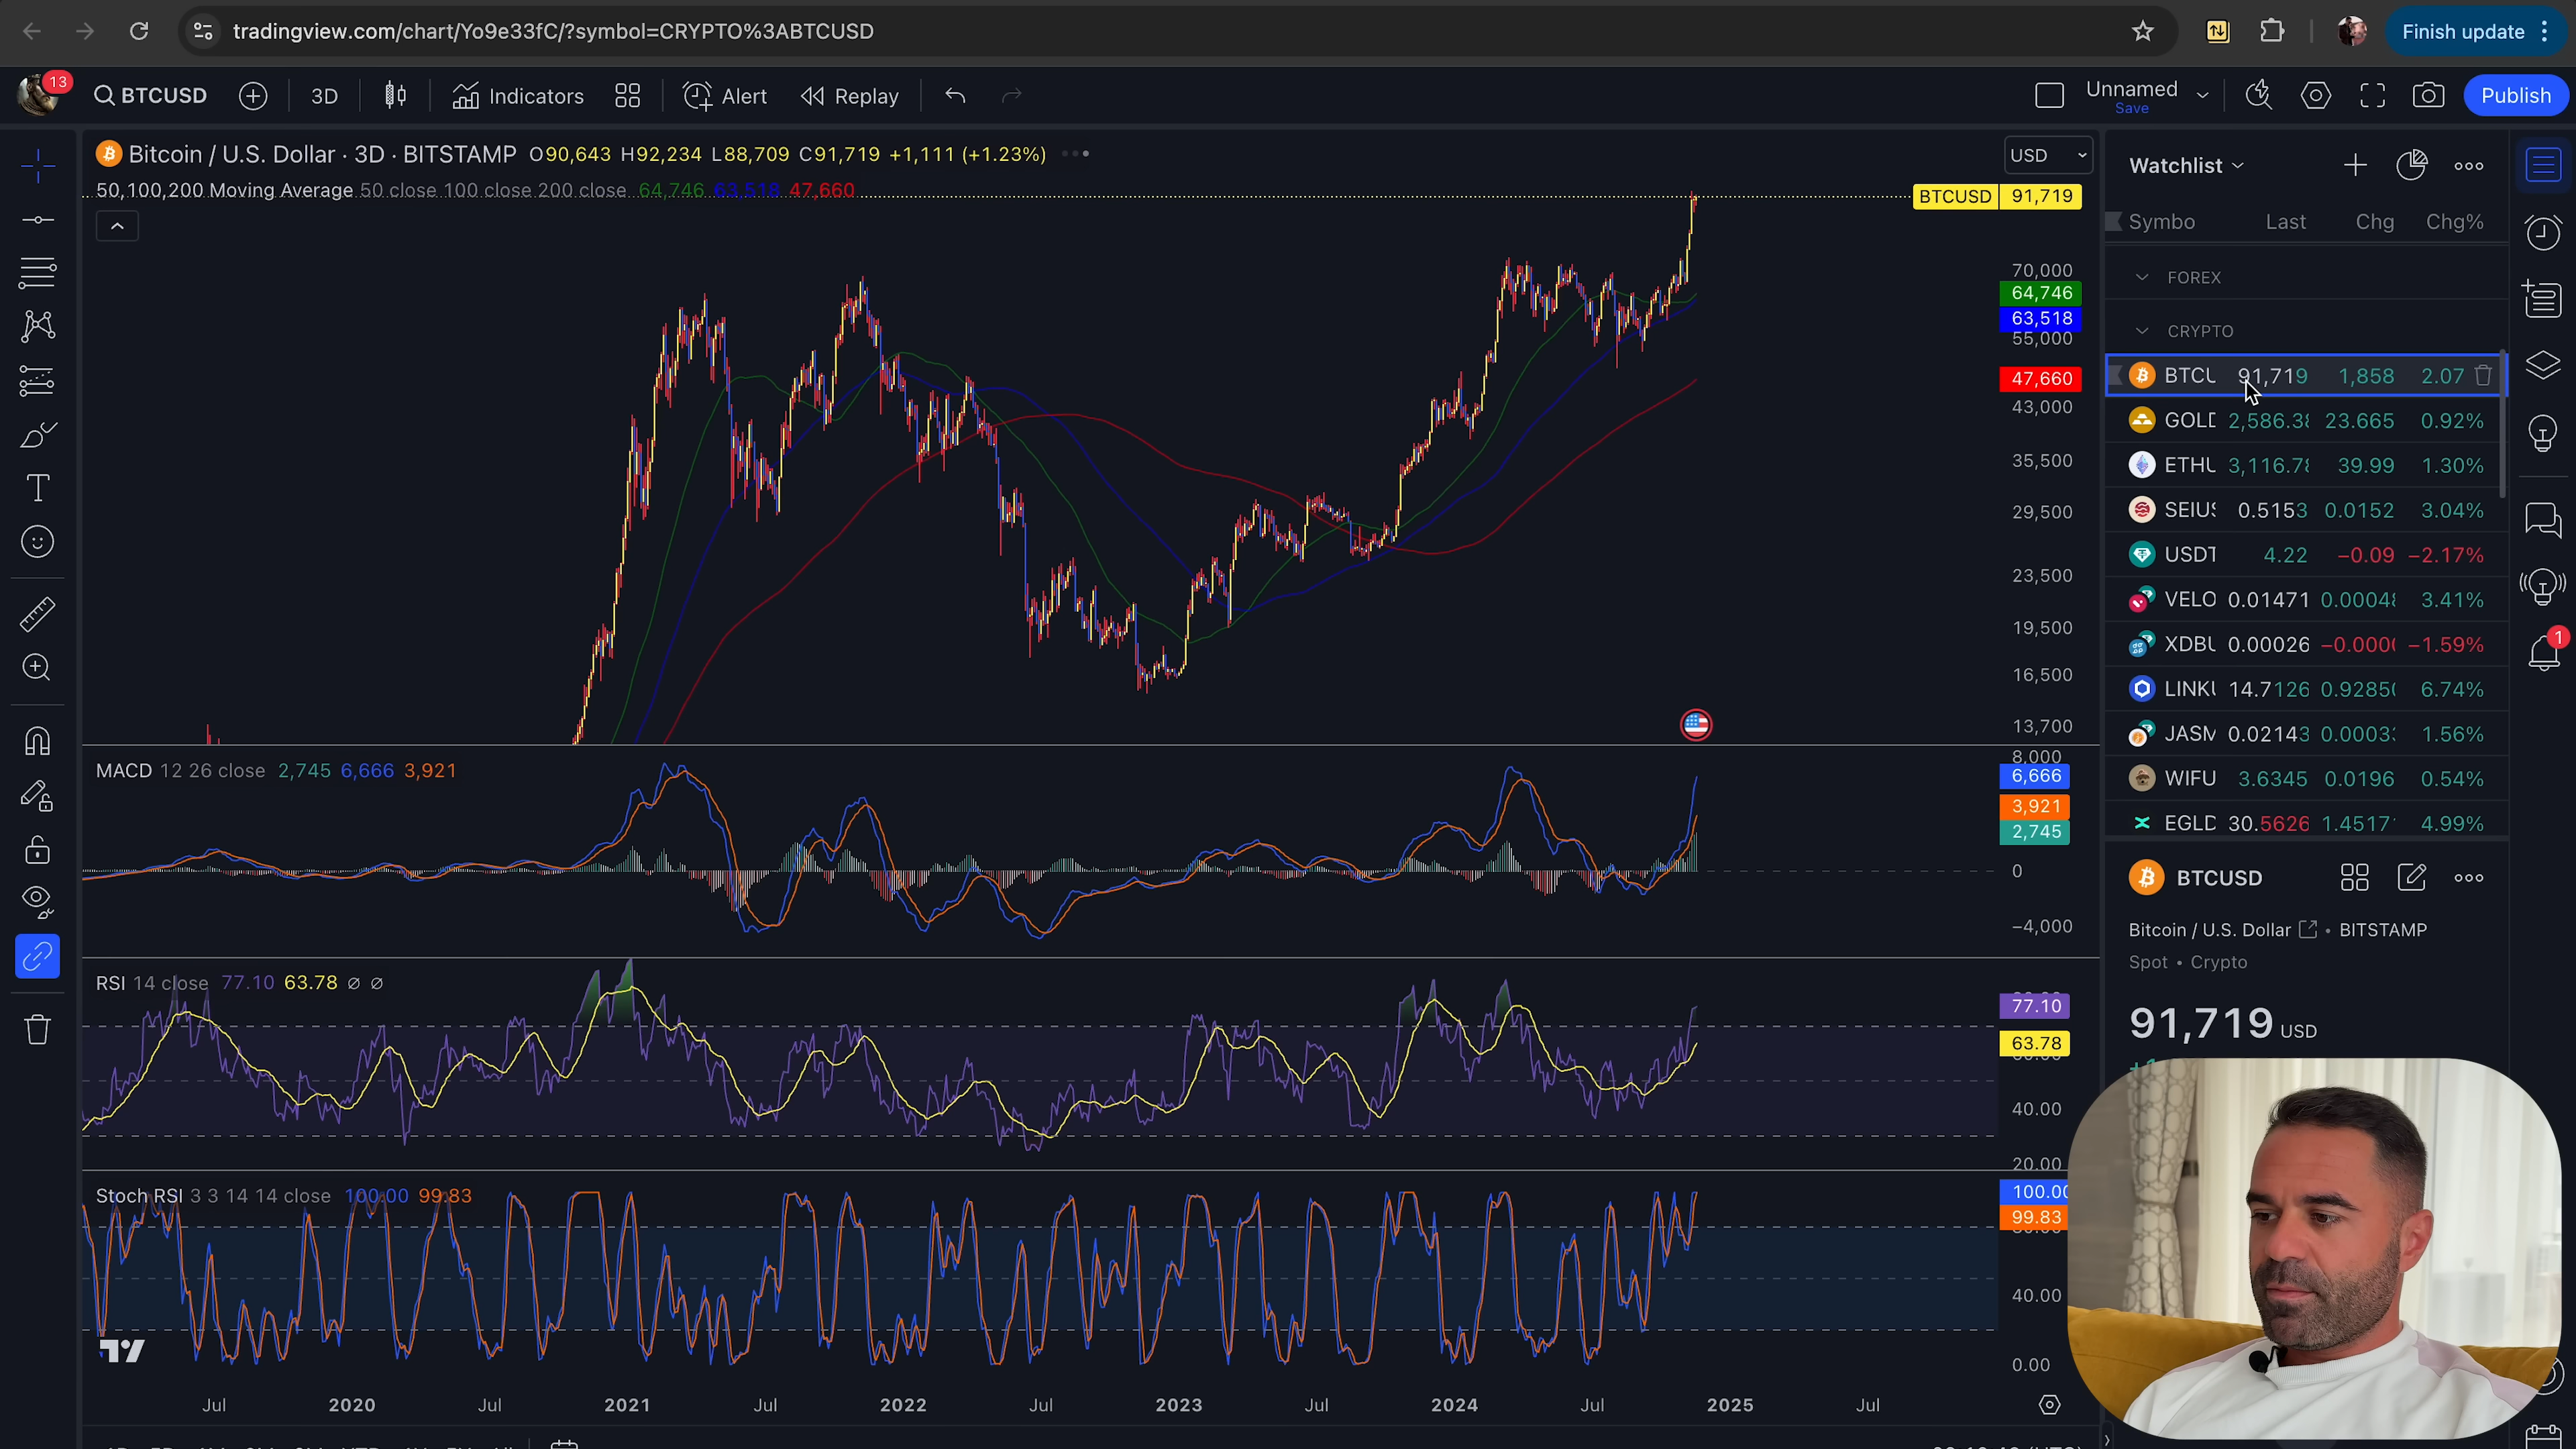 tradingview.com/chart/Yo9e33fC/?symbol=CRYPTO%3ABTCUSD
Finish update
13
BTCUSD
3D
Indicators
Alert
Replay
Unnamed
Save
Publish
Bitcoin / U.S. Dollar · 3D · BITSTAMP O90,643 H92,234 L88,709 C91,719 +1,111 (+1.23%)
50,100,200 Moving Average 50 close 100 close 200 close 64,746 63,518 47,660
USD
BTCUSD 91,719
70,000
64,746
63,518
55,000
47,660
43,000
35,500
29,500
23,500
19,500
16,500
13,700
MACD 12 26 close 2,745 6,666 3,921
8,000
6,666
3,921
2,745
0
−4,000
RSI 14 close 77.10 63.78 ∅ ∅
77.10
63.78
40.00
20.00
Stoch RSI 3 3 14 14 close 100.00 99.83
100.00
99.83
40.00
0.00
Jul 2020 Jul 2021 Jul 2022 Jul 2023 Jul 2024 Jul 2025 Jul
Watchlist
Symbo Last Chg Chg%
FOREX
CRYPTO
BTCU 91,719 1,858 2.07
GOLD 2,586.38 23.665 0.92%
ETHU 3,116.78 39.99 1.30%
SEIUS 0.5153 0.0152 3.04%
USDT 4.22 −0.09 −2.17%
VELO 0.01471 0.00048 3.41%
XDBU 0.00026 −0.000 −1.59%
LINKU 14.7126 0.92850 6.74%
JASM 0.02143 0.0003 1.56%
WIFU 3.6345 0.0196 0.54%
EGLD 30.5626 1.4517 4.99%
BTCUSD
Bitcoin / U.S. Dollar • BITSTAMP
Spot • Crypto
91,719 USD
1